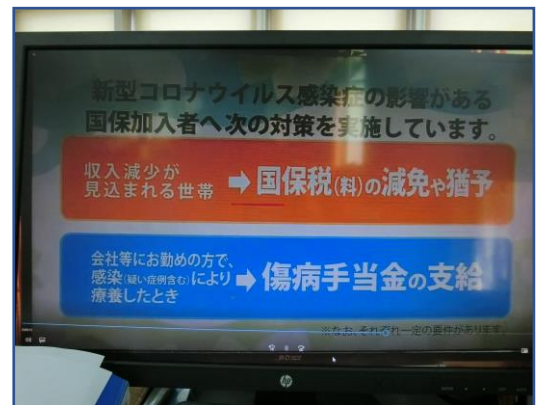 新型コロナウイルス感染症の影響がある
国保加入者へ次の対策を実施しています。
収入減少が
見込まれる世帯
➡国保税(料)の減免や猶予
会社等にお勤めの方で、
感染(疑い症例含む)により
療養したとき
➡傷病手当金の支給
※なお、それぞれ一定の要件があります。
hp